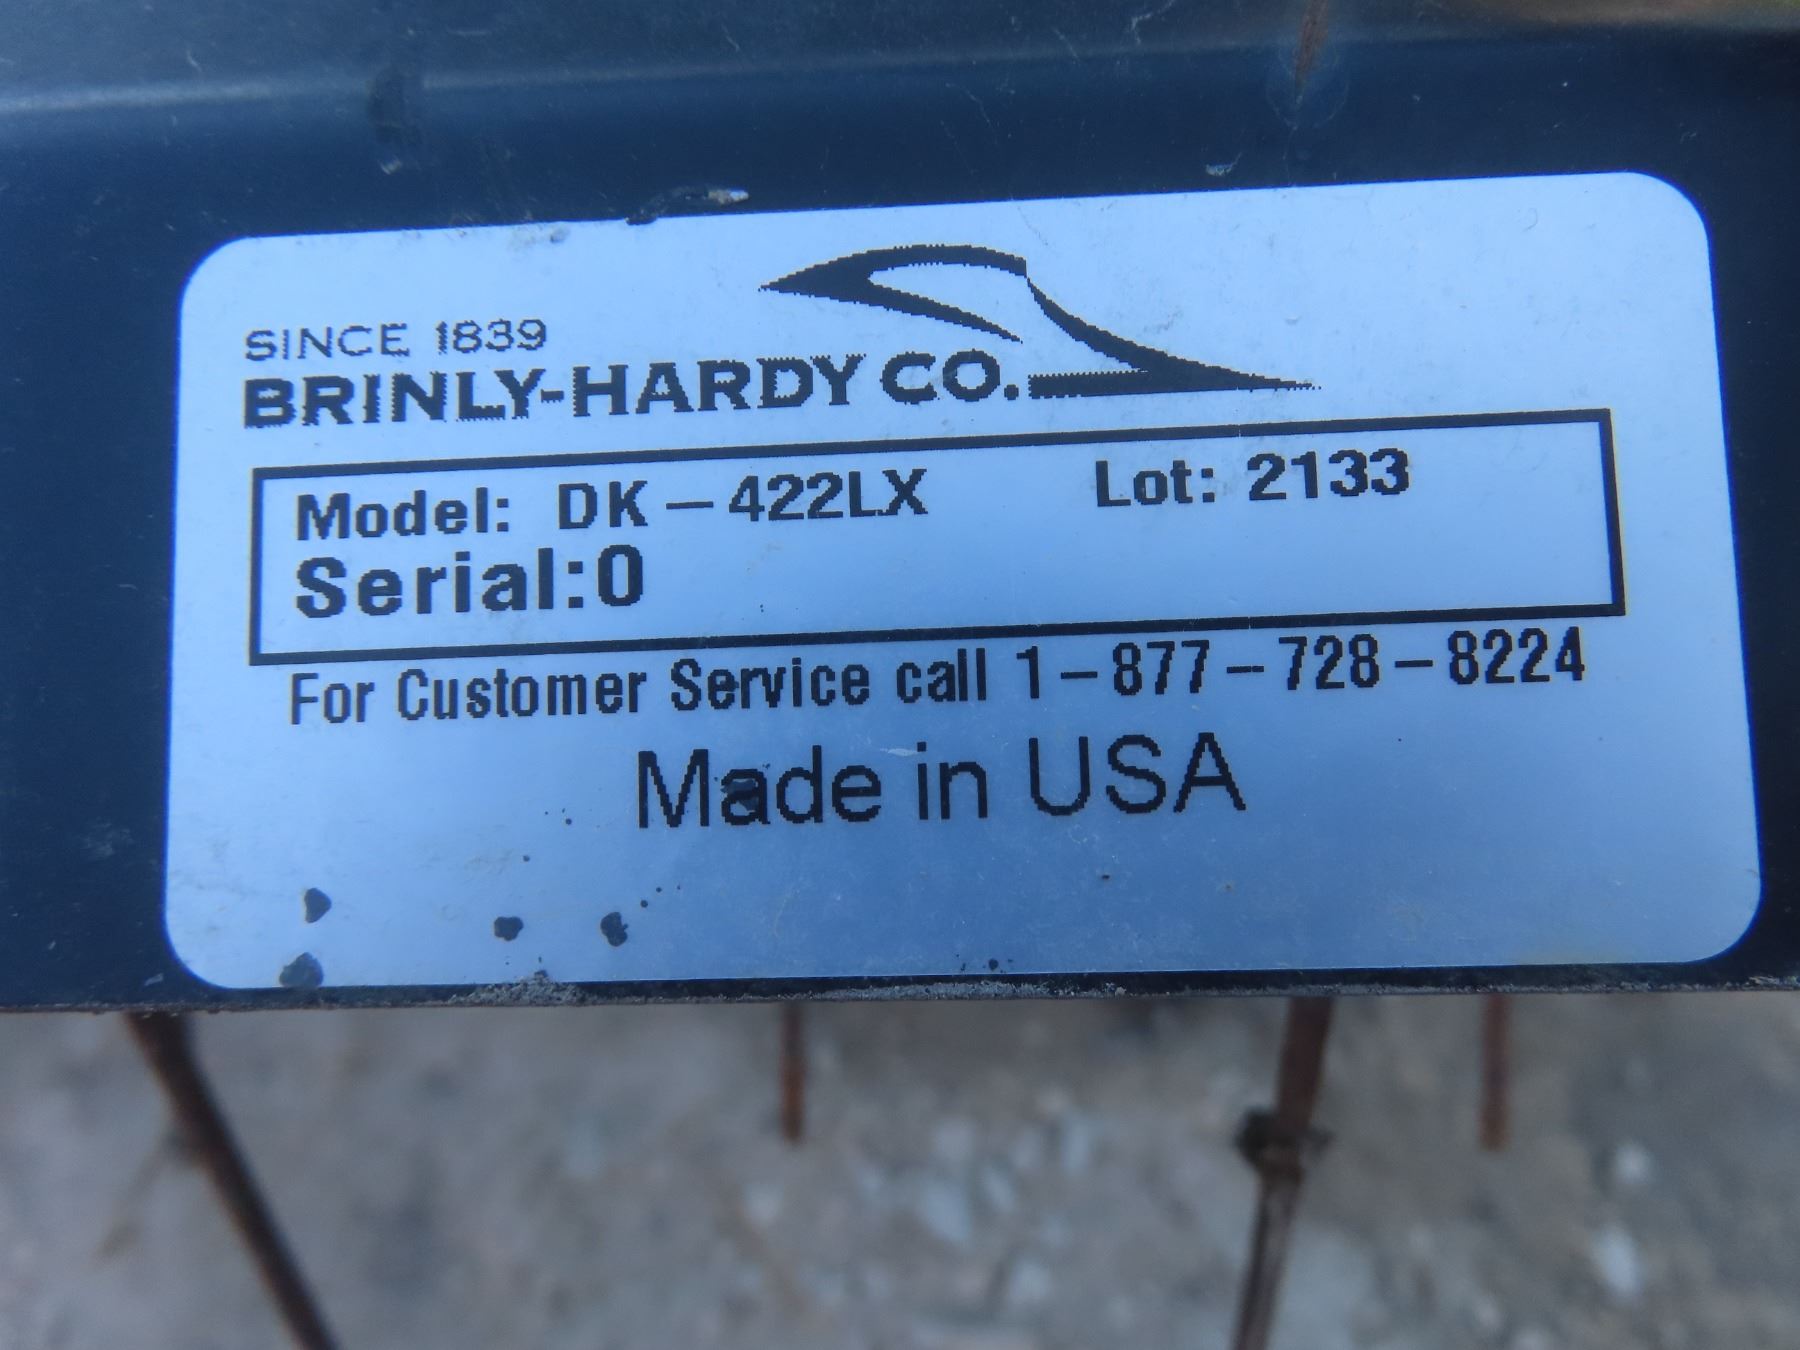 SINCE 1839
BRINLY-HARDY CO.
Model: DK-422LX Lot: 2133
Serial:0
For Customer Service call 1-877-728-8224
Made in USA